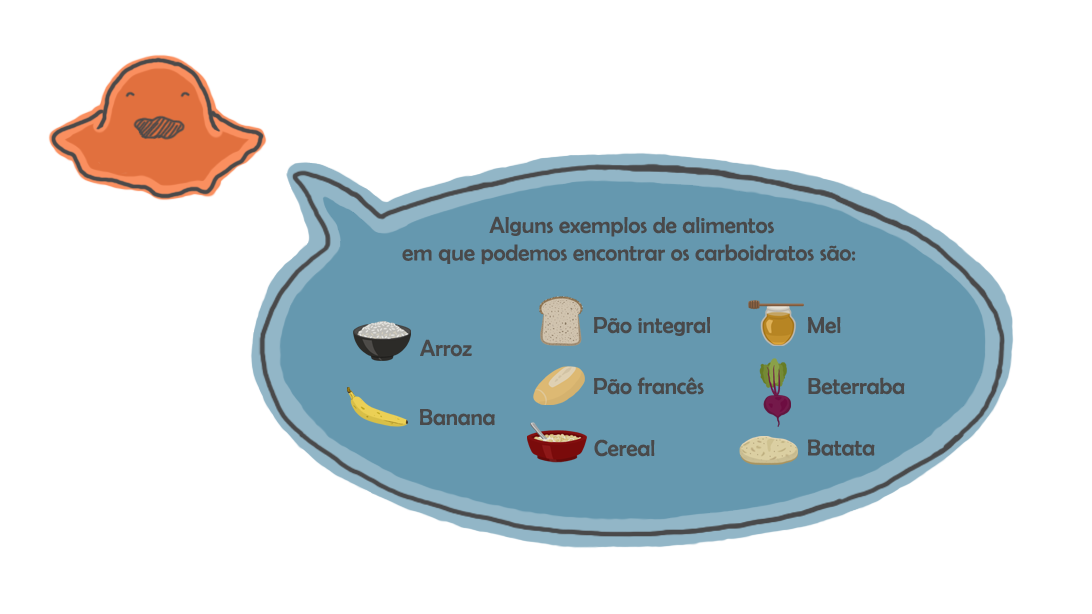 Alguns exemplos de alimentos
em que podemos encontrar os carboidratos são:
Arroz
Banana
Pão integral
Pão francês
Cereal
Mel
Beterraba
Batata